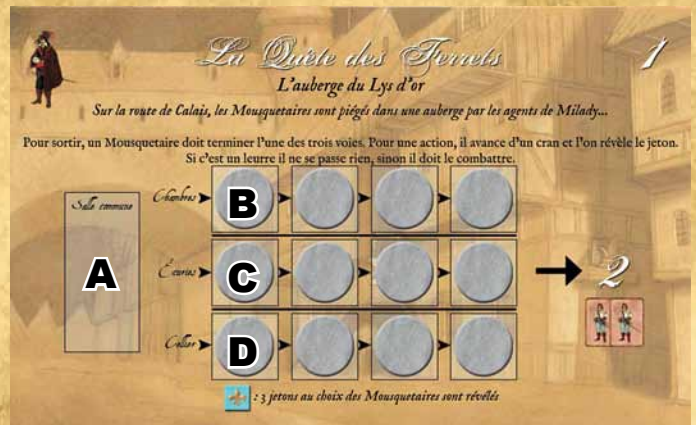 La Quête des Ferrets
1
L'auberge du Lys d'or
Sur la route de Calais, les Mousquetaires sont piégés dans une auberge par les agents de Milady...
Pour sortir, un Mousquetaire doit terminer l'une des trois voies. Pour une action, il avance d'un cran et l'on révèle le jeton.
Si c'est un leurre il ne se passe rien, sinon il doit le combattre.
Salle commune
A
Chambres
B
Écuries
C
2
Cellier
D
: 3 jetons au choix des Mousquetaires sont révélés